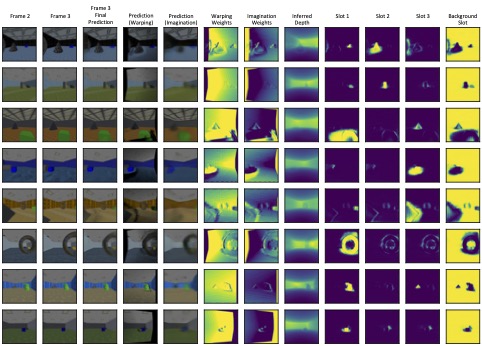 Frame 2 Frame 3 Frame 3 Final Prediction Prediction (Warping) Prediction (Imagination) Warping Weights Imagination Weights Inferred Depth Slot 1 Slot 2 Slot 3 Background Slot